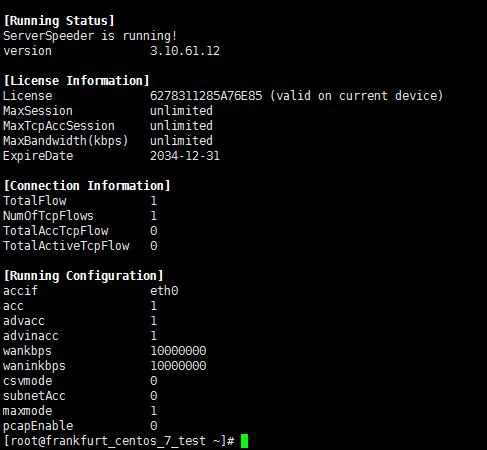 [Running Status]
ServerSpeeder is running!
version 3.10.61.12
[License Information]
License 6278311285A76E85 (valid on current device)
MaxSession unlimited
MaxTcpAccSession unlimited
MaxBandwidth(kbps) unlimited
ExpireDate 2034-12-31
[Connection Information]
TotalFlow 1
NumOfTcpFlows 1
TotalAccTcpFlow 0
TotalActiveTcpFlow 0
[Running Configuration]
accif eth0
acc 1
advacc 1
advinacc 1
wankbps 10000000
waninkbps 10000000
csvmode 0
subnetAcc 0
maxmode 1
pcapEnable 0
[root@frankfurt_centos_7_test ~]#